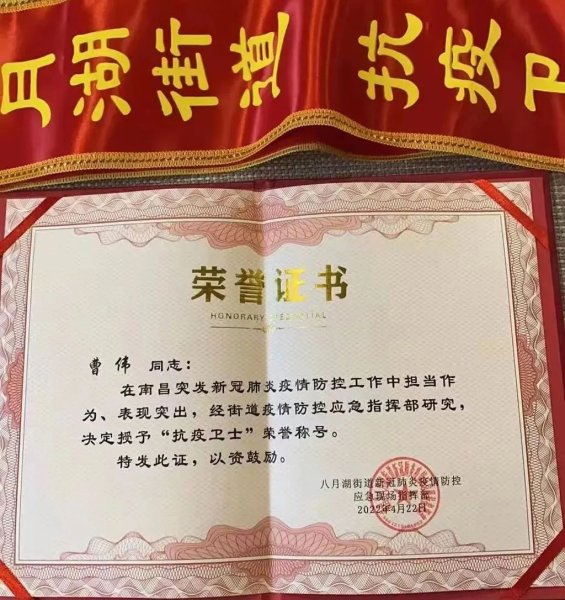 月湖街道 抗疫卫
荣誉证书
曹伟 同志：
在南昌突发新冠肺炎疫情防控工作中担当作
为、表现突出，经街道疫情防控应急指挥部研究，
决定授予“抗疫卫士”荣誉称号。
特发此证，以资鼓励。
八月湖街道新冠肺炎疫情防控
应急现场指挥部
2022年4月22日